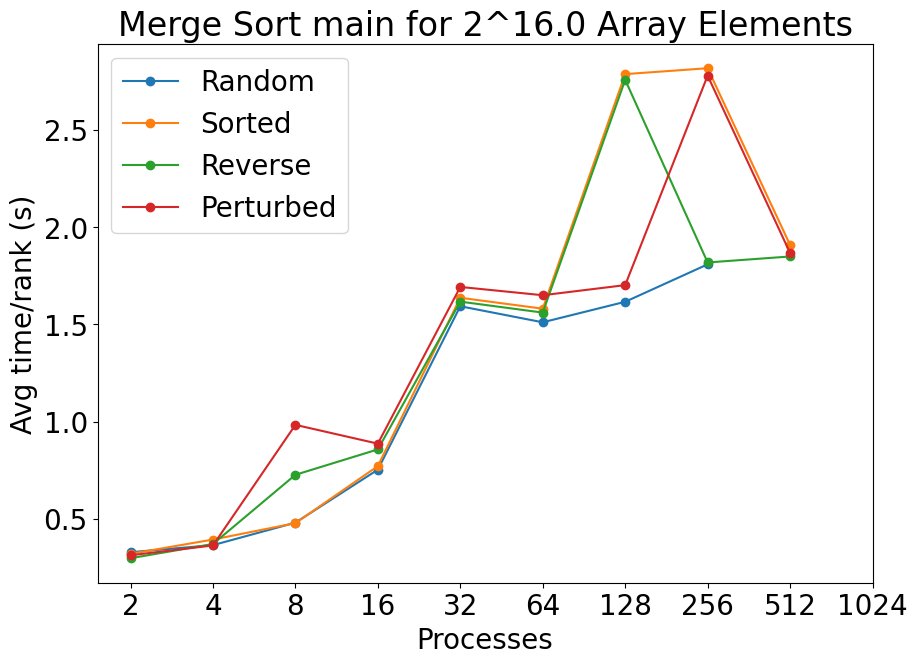 Merge Sort main for 2^16.0 Array Elements
Random
Sorted
Reverse
Perturbed
Avg time/rank (s)
2.5
2.0
1.5
1.0
0.5
2 4 8 16 32 64 128 256 512 1024
Processes